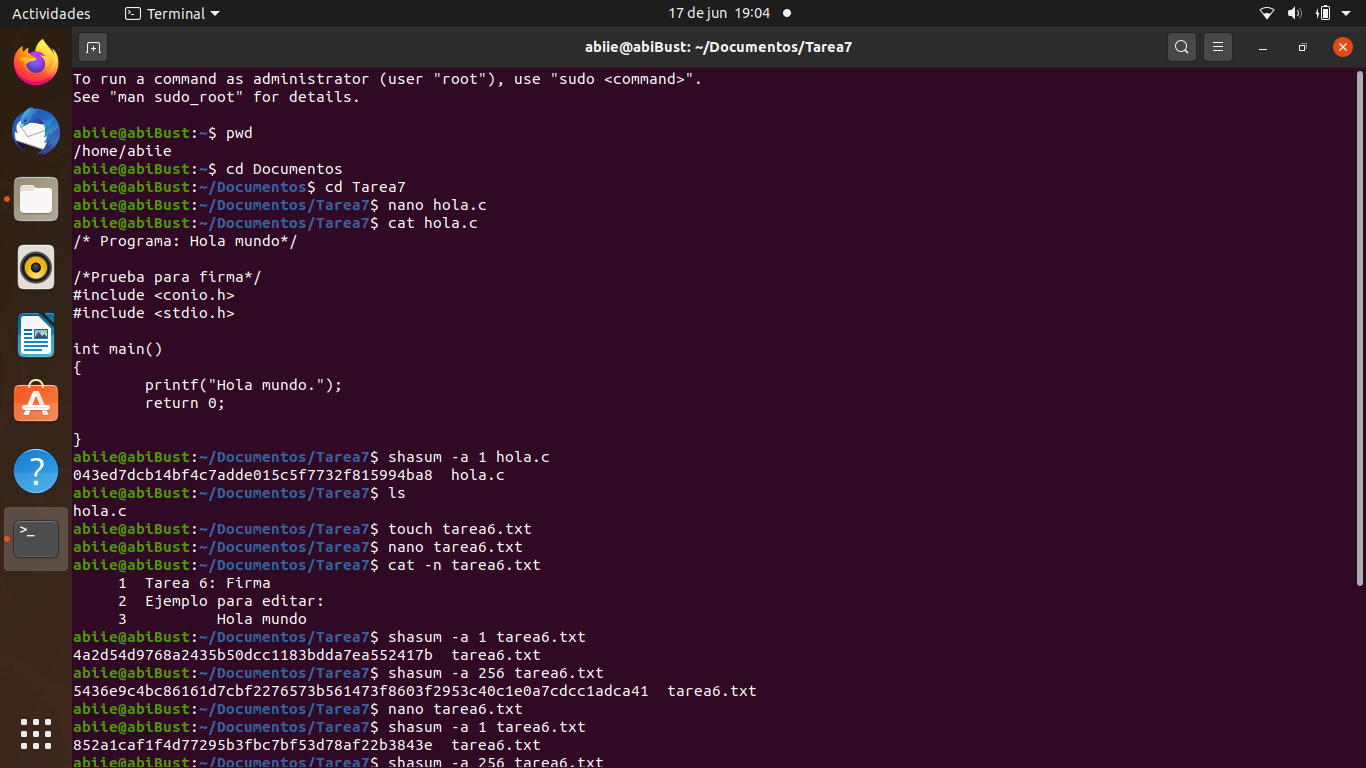 Actividades
Terminal
17 de jun 19:04
abiie@abiBust: ~/Documentos/Tarea7
To run a command as administrator (user "root"), use "sudo <command>".
See "man sudo_root" for details.
abiie@abiBust:~$ pwd
/home/abiie
abiie@abiBust:~$ cd Documentos
abiie@abiBust:~/Documentos$ cd Tarea7
abiie@abiBust:~/Documentos/Tarea7$ nano hola.c
abiie@abiBust:~/Documentos/Tarea7$ cat hola.c
/* Programa: Hola mundo*/
/*Prueba para firma*/
#include <conio.h>
#include <stdio.h>
int main()
{
printf("Hola mundo.");
return 0;
}
abiie@abiBust:~/Documentos/Tarea7$ shasum -a 1 hola.c
043ed7dcb14bf4c7adde015c5f7732f815994ba8  hola.c
abiie@abiBust:~/Documentos/Tarea7$ ls
hola.c
abiie@abiBust:~/Documentos/Tarea7$ touch tarea6.txt
abiie@abiBust:~/Documentos/Tarea7$ nano tarea6.txt
abiie@abiBust:~/Documentos/Tarea7$ cat -n tarea6.txt
1  Tarea 6: Firma
2  Ejemplo para editar:
3          Hola mundo
abiie@abiBust:~/Documentos/Tarea7$ shasum -a 1 tarea6.txt
4a2d54d9768a2435b50dcc1183bdda7ea552417b  tarea6.txt
abiie@abiBust:~/Documentos/Tarea7$ shasum -a 256 tarea6.txt
5436e9c4bc86161d7cbf2276573b561473f8603f2953c40c1e0a7cdcc1adca41  tarea6.txt
abiie@abiBust:~/Documentos/Tarea7$ nano tarea6.txt
abiie@abiBust:~/Documentos/Tarea7$ shasum -a 1 tarea6.txt
852a1caf1f4d77295b3fbc7bf53d78af22b3843e  tarea6.txt
abiie@abiBust:~/Documentos/Tarea7$ shasum -a 256 tarea6.txt